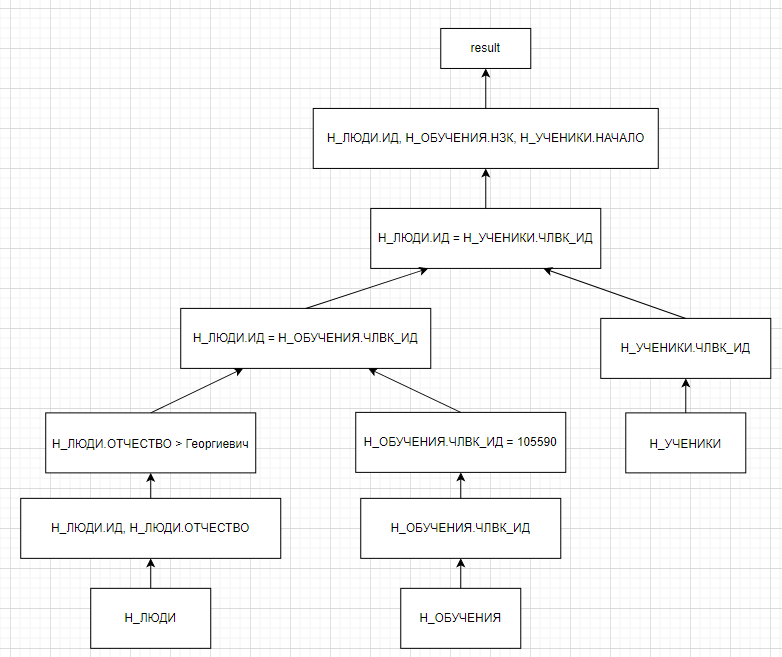 result
Н_ЛЮДИ.ИД, Н_ОБУЧЕНИЯ.НЗК, Н_УЧЕНИКИ.НАЧАЛО
Н_ЛЮДИ.ИД = Н_УЧЕНИКИ.ЧЛВК_ИД
Н_ЛЮДИ.ИД = Н_ОБУЧЕНИЯ.ЧЛВК_ИД
Н_УЧЕНИКИ.ЧЛВК_ИД
Н_ЛЮДИ.ОТЧЕСТВО > Георгиевич
Н_ОБУЧЕНИЯ.ЧЛВК_ИД = 105590
Н_УЧЕНИКИ
Н_ЛЮДИ.ИД, Н_ЛЮДИ.ОТЧЕСТВО
Н_ОБУЧЕНИЯ.ЧЛВК_ИД
Н_ЛЮДИ
Н_ОБУЧЕНИЯ